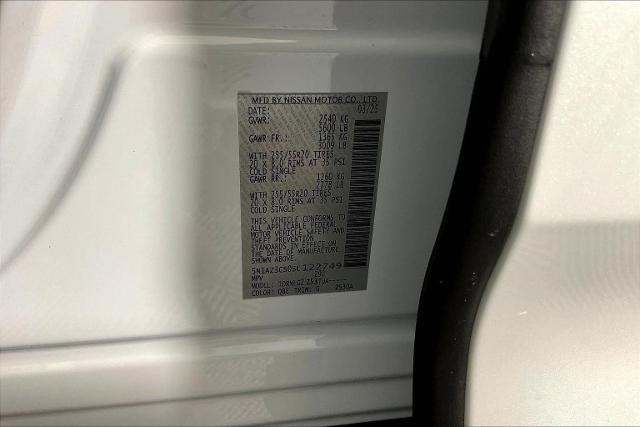 MFD BY NISSAN MOTOR CO., LTD
DATE: 03/25
GVWR: 2540 KG
5600 LB
GAWR FR.: 1365 KG
3009 LB
WITH 255/55R20 TIRES
20 X 8.0 RIMS AT 35 PSI
COLD SINGLE
GAWR RR.: 1260 KG
2778 LB
WITH 255/55R20 TIRES
20 X 8.0 RIMS AT 35 PSI
COLD SINGLE
THIS VEHICLE CONFORMS TO
ALL APPLICABLE FEDERAL
MOTOR VEHICLE SAFETY AND
THEFT PREVENTION
STANDARDS IN EFFECT ON
THE DATE OF MANUFACTURE
SHOWN ABOVE.
5N1AZ3CS0SC122749
MPV
MODEL:
COLOR: QBE TRIM: G